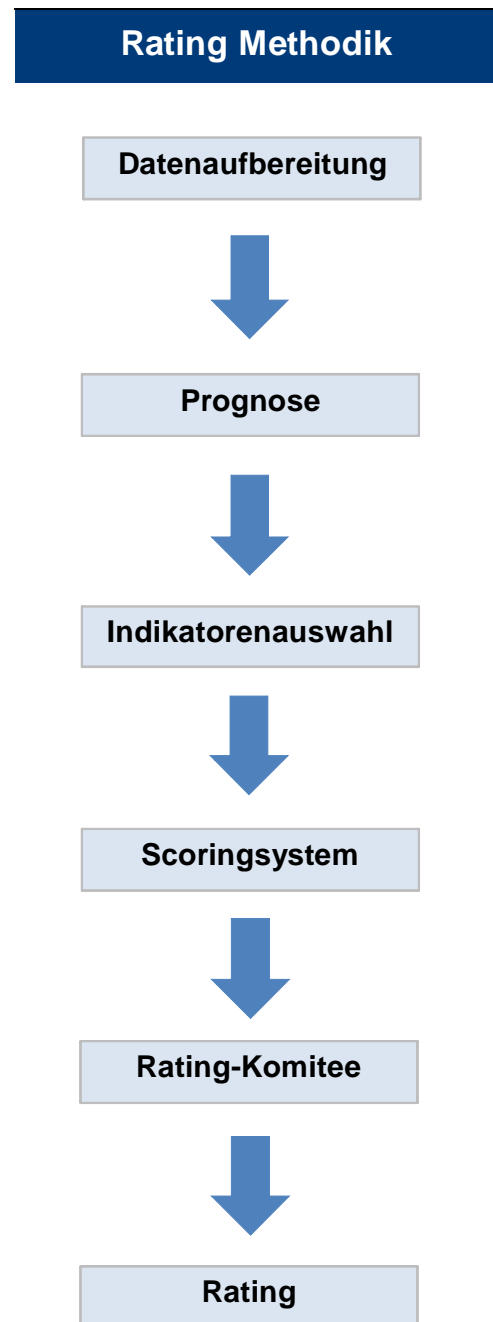 Rating Methodik
Datenaufbereitung
Prognose
Indikatorenauswahl
Scoringsystem
Rating-Komitee
Rating